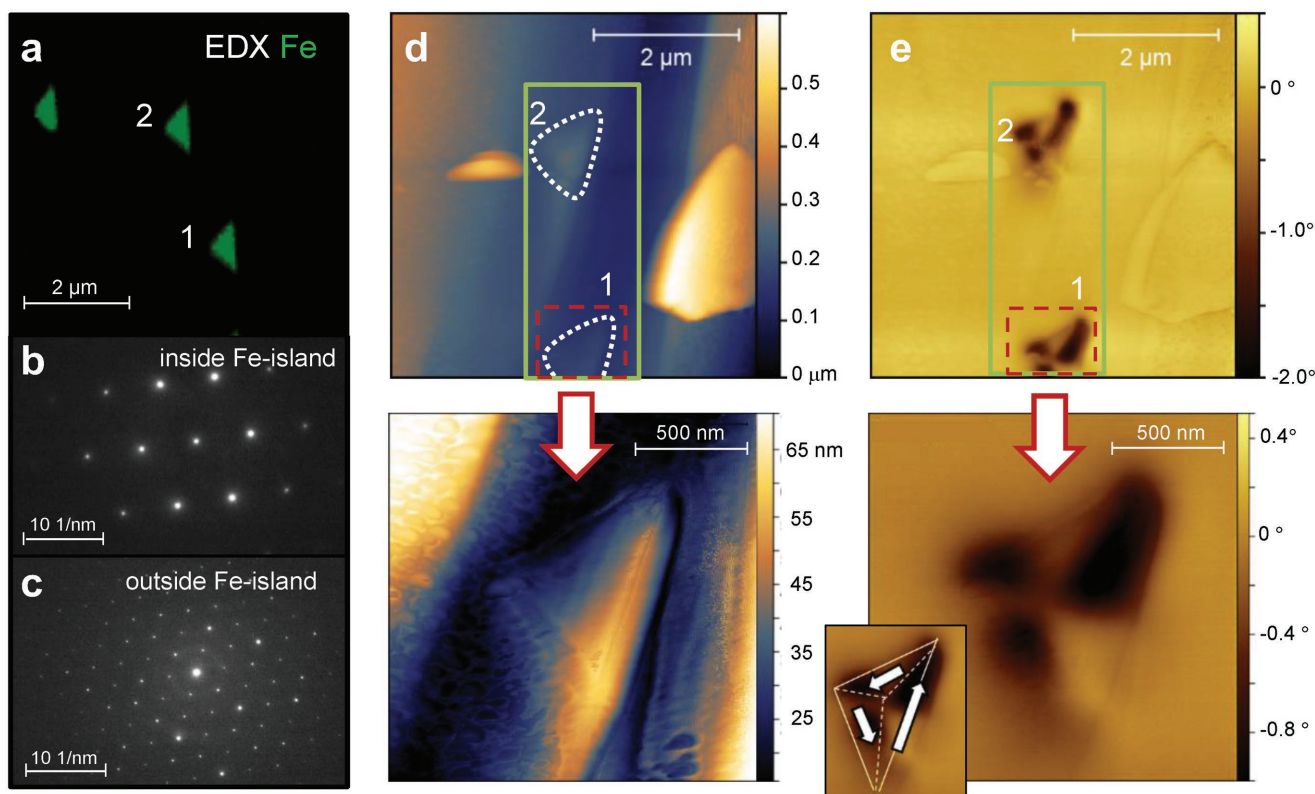 a
EDX Fe
2
1
2 µm
b
inside Fe-island
10 1/nm
c
outside Fe-island
10 1/nm
d
2 µm
2
1
0.5
0.4
0.3
0.2
0.1
0 µm
500 nm
65 nm
55
45
35
25
e
2 µm
2
1
0°
-1.0°
-2.0°
500 nm
0.4°
0°
-0.4°
-0.8°